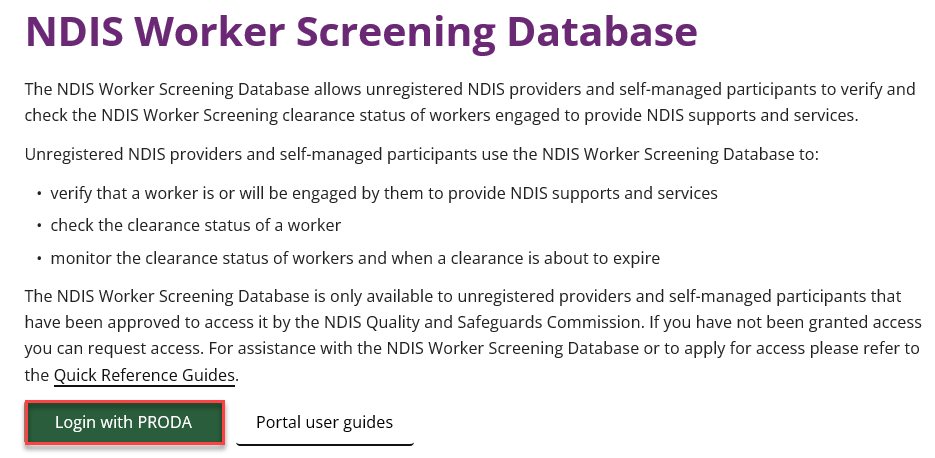 NDIS Worker Screening Database
The NDIS Worker Screening Database allows unregistered NDIS providers and self-managed participants to verify and
check the NDIS Worker Screening clearance status of workers engaged to provide NDIS supports and services.
Unregistered NDIS providers and self-managed participants use the NDIS Worker Screening Database to:
• verify that a worker is or will be engaged by them to provide NDIS supports and services
• check the clearance status of a worker
• monitor the clearance status of workers and when a clearance is about to expire
The NDIS Worker Screening Database is only available to unregistered providers and self-managed participants that
have been approved to access it by the NDIS Quality and Safeguards Commission. If you have not been granted access
you can request access. For assistance with the NDIS Worker Screening Database or to apply for access please refer to
the Quick Reference Guides.
Login with PRODA
Portal user guides